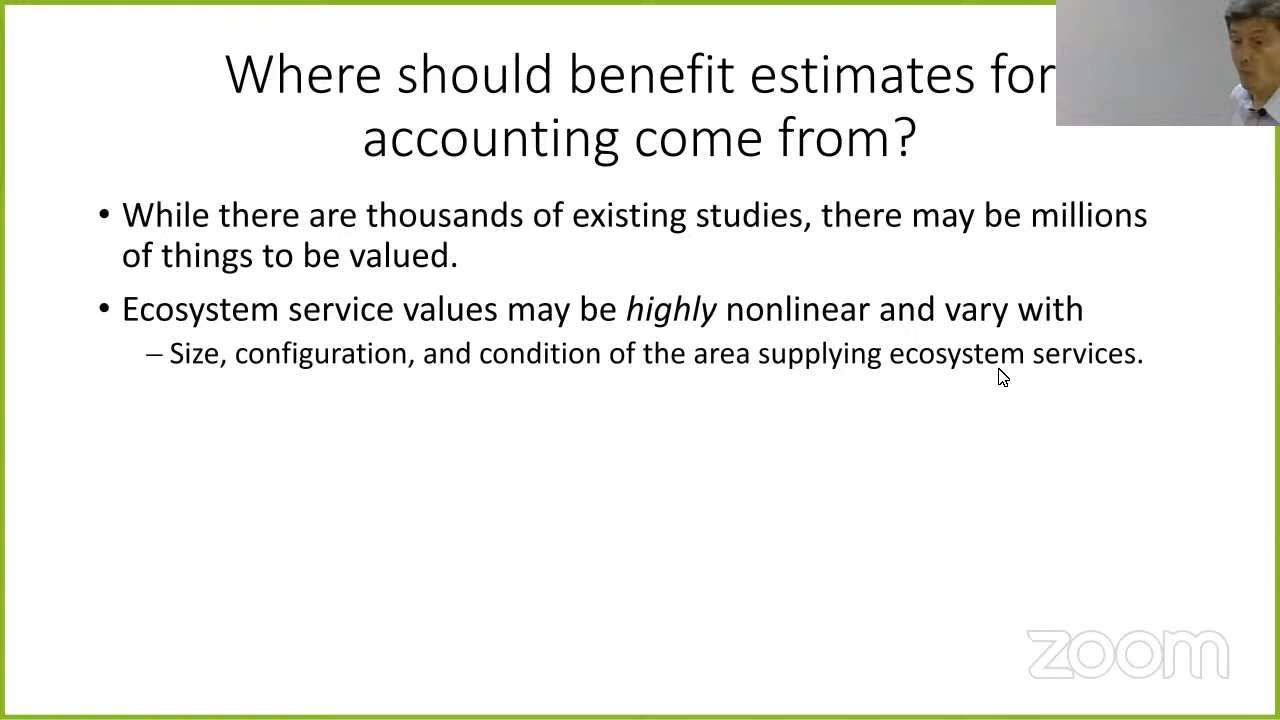 Where should benefit estimates for
accounting come from?
• While there are thousands of existing studies, there may be millions
of things to be valued.
• Ecosystem service values may be highly nonlinear and vary with
– Size, configuration, and condition of the area supplying ecosystem services.
zoom